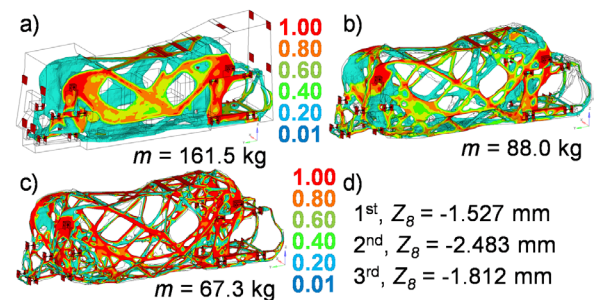 a)
1.00
0.80
0.60
0.40
0.20
0.01
m = 161.5 kg
b)
m = 88.0 kg
c)
1.00
0.80
0.60
0.40
0.20
0.01
m = 67.3 kg
d)
1st, Z8 = -1.527 mm
2nd, Z8 = -2.483 mm
3rd, Z8 = -1.812 mm